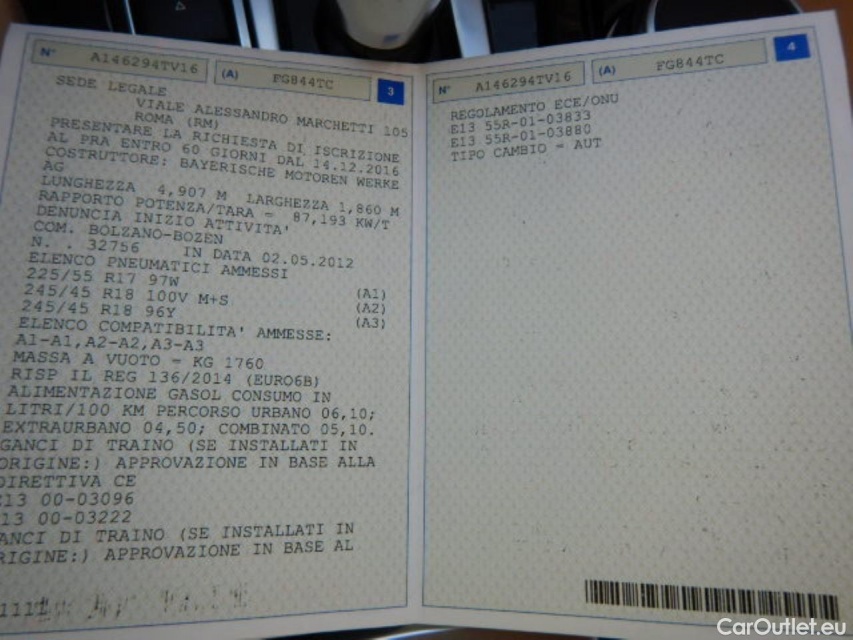 N° A146294TV16 (A) FG844TC 3
SEDE LEGALE
VIALE ALESSANDRO MARCHETTI 105
ROMA (RM)
PRESENTARE LA RICHIESTA DI ISCRIZIONE
AL PRA ENTRO 60 GIORNI DAL 14.12.2016
COSTRUTTORE: BAYERISCHE MOTOREN WERKE
AG
LUNGHEZZA 4,907 M LARGHEZZA 1,860 M
RAPPORTO POTENZA/TARA = 87,193 KW/T
DENUNCIA INIZIO ATTIVITA'
COM. BOLZANO-BOZEN
N. . 32756 IN DATA 02.05.2012
ELENCO PNEUMATICI AMMESSI
225/55 R17 97W (A1)
245/45 R18 100V M+S (A2)
245/45 R18 96Y (A3)
ELENCO COMPATIBILITA' AMMESSE:
A1-A1,A2-A2,A3-A3
MASSA A VUOTO = KG 1760
RISP IL REG 136/2014 (EURO6B)
ALIMENTAZIONE GASOL CONSUMO IN
LITRI/100 KM PERCORSO URBANO 06,10;
EXTRAURBANO 04,50; COMBINATO 05,10.
GANCI DI TRAINO (SE INSTALLATI IN
ORIGINE:) APPROVAZIONE IN BASE ALLA
DIRETTIVA CE
E13 00-03096
13 00-03222
ANCI DI TRAINO (SE INSTALLATI IN
RIGINE:) APPROVAZIONE IN BASE AL
N° A146294TV16 (A) FG844TC 4
REGOLAMENTO ECE/ONU
E13 55R-01-03833
E13 55R-01-03880
TIPO CAMBIO = AUT
CarOutlet.eu